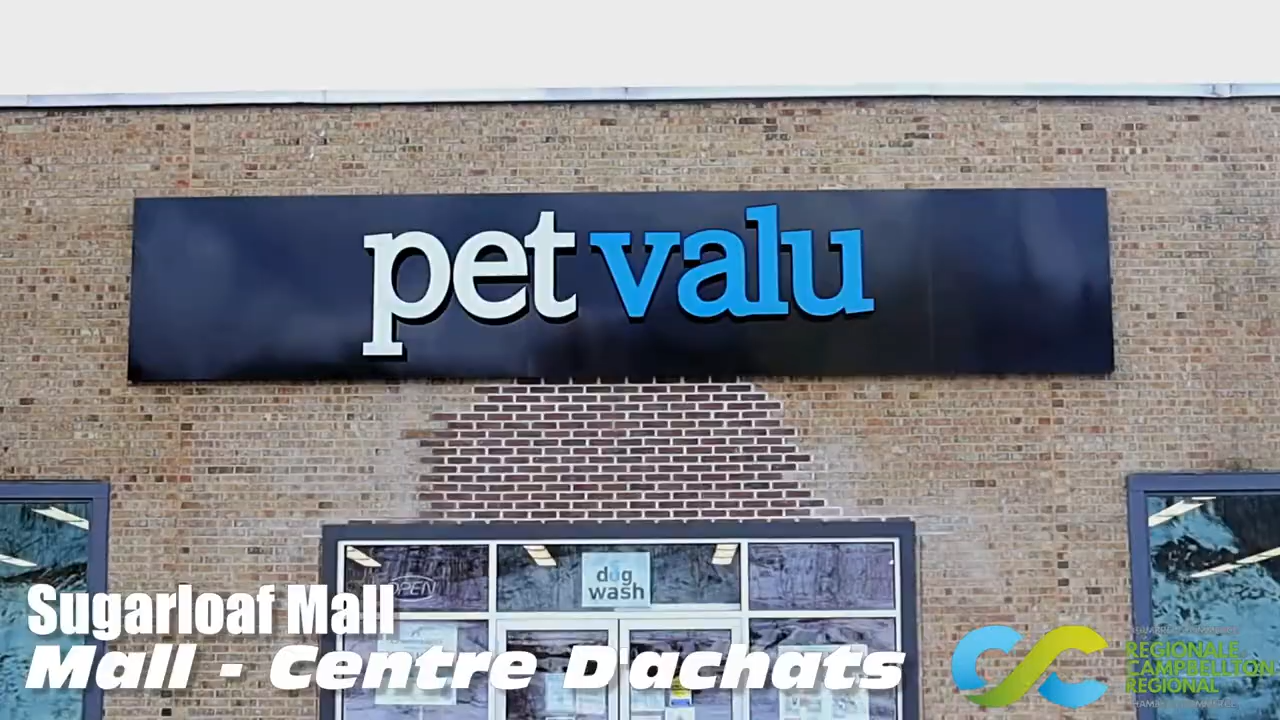 pet valu
OPEN
dog
wash
Sugarloaf Mall
Mall - Centre D'achats
REGIONALE
CAMPBELLTON
REGIONAL